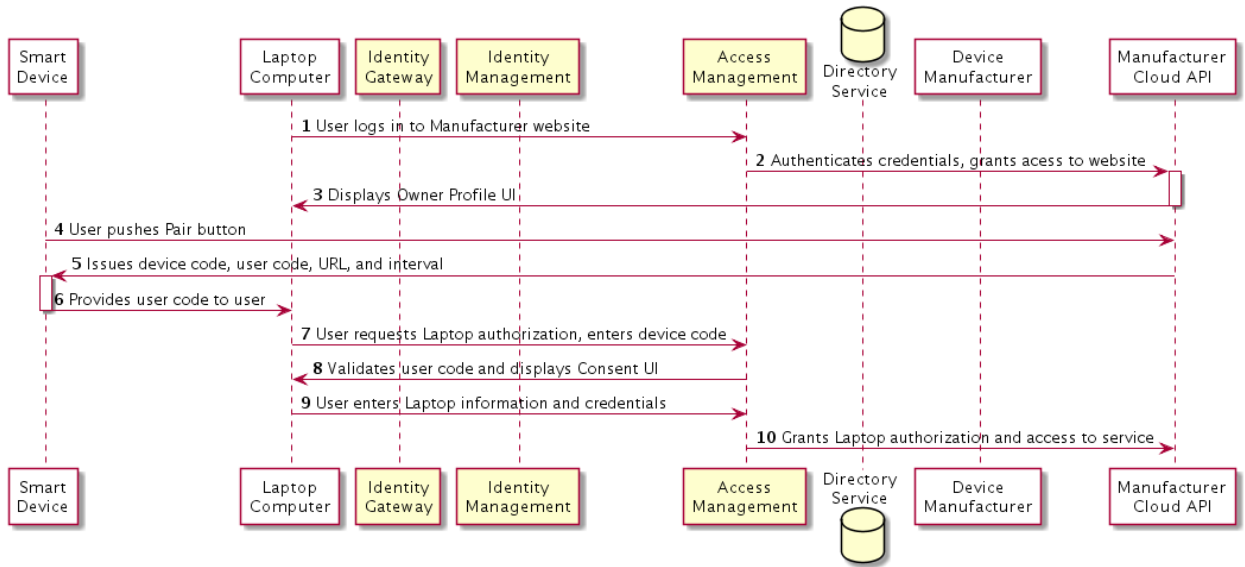 Smart
Device
Laptop
Computer
Identity
Gateway
Identity
Management
Access
Management
Directory
Service
Device
Manufacturer
Manufacturer
Cloud API
1 User logs in to Manufacturer website
2 Authenticates credentials, grants acess to website
3 Displays Owner Profile UI
4 User pushes Pair button
5 Issues device code, user code, URL, and interval
6 Provides user code to user
7 User requests Laptop authorization, enters device code
8 Validates user code and displays Consent UI
9 User enters Laptop information and credentials
10 Grants Laptop authorization and access to service
Smart
Device
Laptop
Computer
Identity
Gateway
Identity
Management
Access
Management
Directory
Service
Device
Manufacturer
Manufacturer
Cloud API